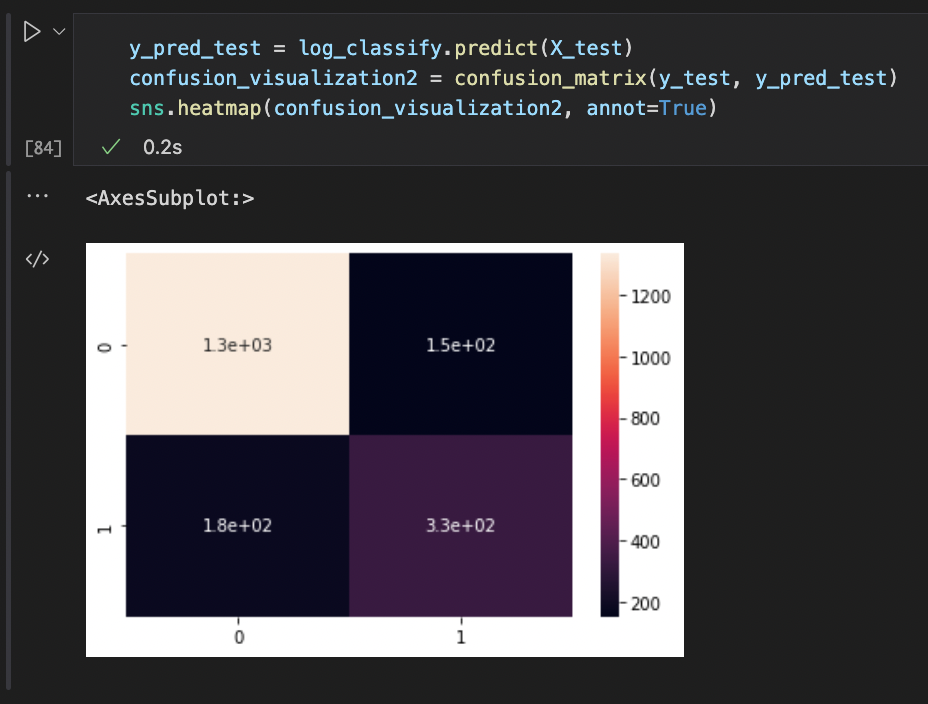 y_pred_test = log_classify.predict(X_test)
confusion_visualization2 = confusion_matrix(y_test, y_pred_test)
sns.heatmap(confusion_visualization2, annot=True)
[84] ✓ 0.2s
... <AxesSubplot:>
</>
1200
0 1.3e+03 1.5e+02
1000
800
600
1 1.8e+02 3.3e+02
400
200
0 1